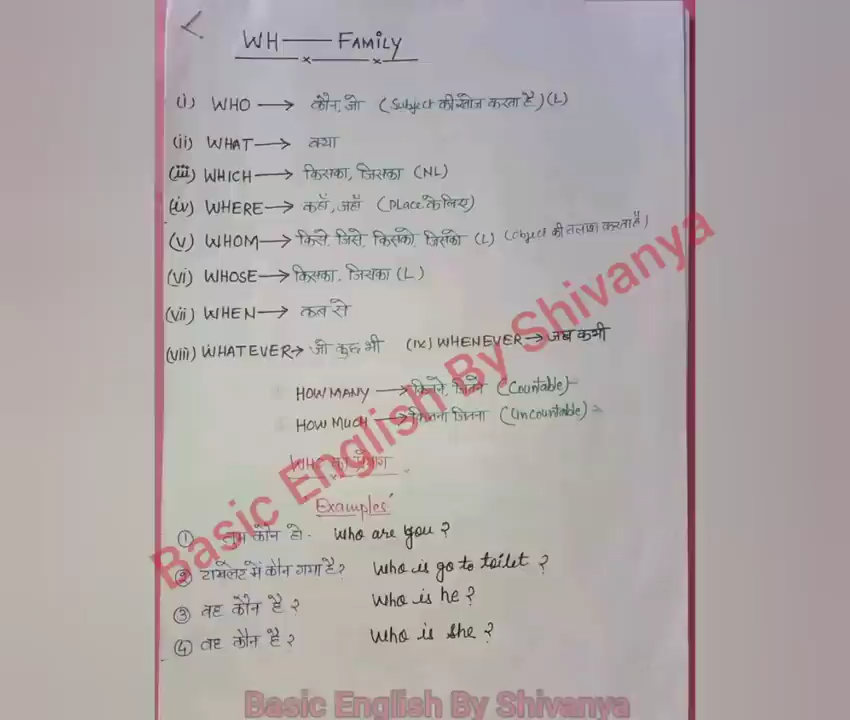 WH — FAMILY
(i) WHO → कौन, जो (Subject की खोज करता है) (L)
(ii) WHAT → क्या
(iii) WHICH → किसका, जिसका (NL)
(iv) WHERE → कहाँ, जहाँ (Place के लिए)
(v) WHOM → किसे, जिसे, किसको, जिसको (L) (object की तलाश करता है)
(vi) WHOSE → किसका, जिसका (L)
(vii) WHEN → कब से
(viii) WHATEVER → जो कुछ भी (ix) WHENEVER → जब कभी
HOW MANY → कितने, जितने (Countable)
HOW MUCH → कितना जितना (Uncountable)
WHO का प्रयोग
Examples
① तुम कौन हो. Who are you?
② टायलेट में कौन गया है? Who is go to toilet?
③ वह कौन है? Who is he?
④ वह कौन है? Who is she?
Basic English By Shivanya
Basic English By Shivanya